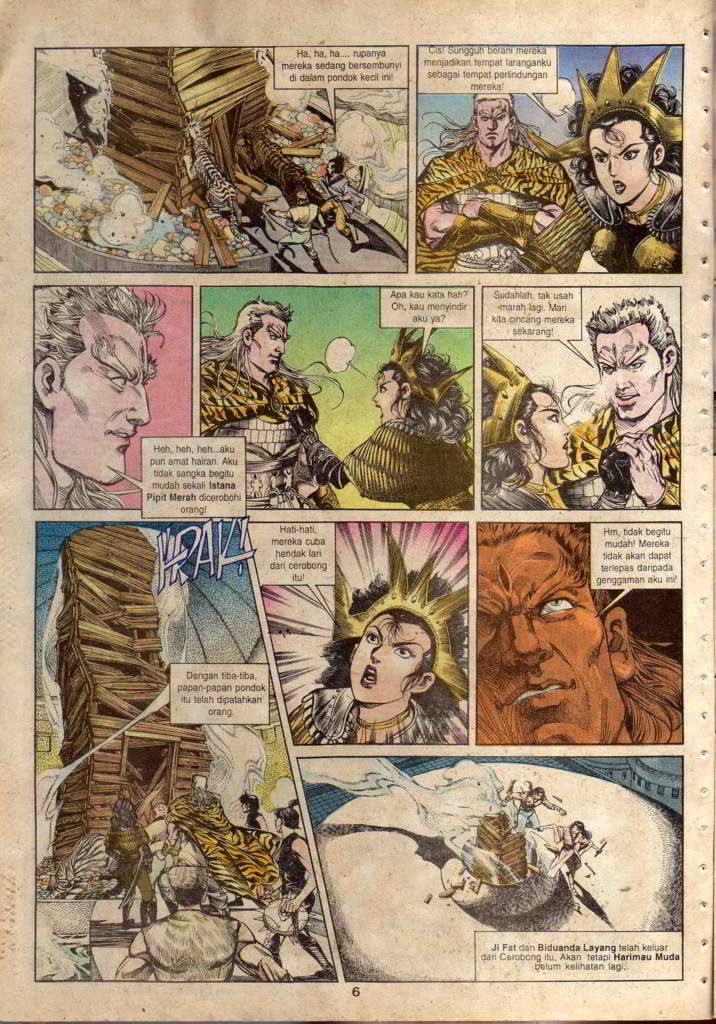 Ha, ha, ha.... rupanya
mereka sedang bersembunyi
di dalam pondok kecil ini!
Cis! Sungguh berani mereka
menjadikan tempat laranganku
sebagai tempat perlindungan
mereka!
Heh, heh, heh...aku
puri amat hairan. Aku
tidak sangka begitu
mudah sekali Istana
Pipit Merah dicerobohi
orang!
Apa kau kata hah?
Oh, kau menyindir
aku ya?
Sudahlah, tak usah
marah lagi. Mari
kita cincang mereka
sekarang!
KRAK!
Dengan tiba-tiba,
papan-papan pondok
itu telah dipatahkan
orang.
Hati-hati,
mereka cuba
hendak lari
dari cerobong
itu!
Hm, tidak begitu
mudah! Mereka
tidak akan dapat
terlepas daripada
genggaman aku ini!
Ji Fat dan Biduanda Layang telah keluar
dari Cerobong itu, Akan tetapi Harimau Muda
belum kelihatan lagi.
6